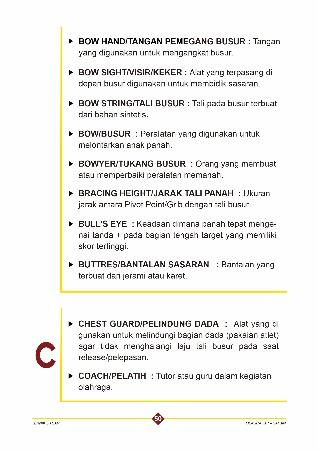 BOW HAND/TANGAN PEMEGANG BUSUR : Tangan
yang digunakan untuk mengangkat busur.
BOW SIGHT/VISIR/KEKER : Alat yang terpasang di
depan busur digunakan untuk membidik sasaran.
BOW STRING/TALI BUSUR : Tali pada busur terbuat
dari bahan sintetis.
BOW/BUSUR : Peralatan yang digunakan untuk
melontarkan anak panah.
BOWYER/TUKANG BUSUR : Orang yang membuat
atau memperbaiki peralatan memanah.
BRACING HEIGHT/JARAK TALI PANAH : Ukuran
jarak antara Pivot Point/Grib dengan tali busur.
BULL'S EYE : Keadaan dimana panah tepat menge-
nai tanda + pada bagian tengah target yang memiliki
skor tertinggi.
BUTTRES/BANTALAN SASARAN : Bantalan yang
terbuat dari jerami atau karet.
C
CHEST GUARD/PELINDUNG DADA : Alat yang di
gunakan untuk melindungi bagian dada (pakaian atlet)
agar tidak menghalangi laju tali busur pada saat
release/pelepasan.
COACH/PELATIH : Tutor atau guru dalam kegiatan
olahraga.
50